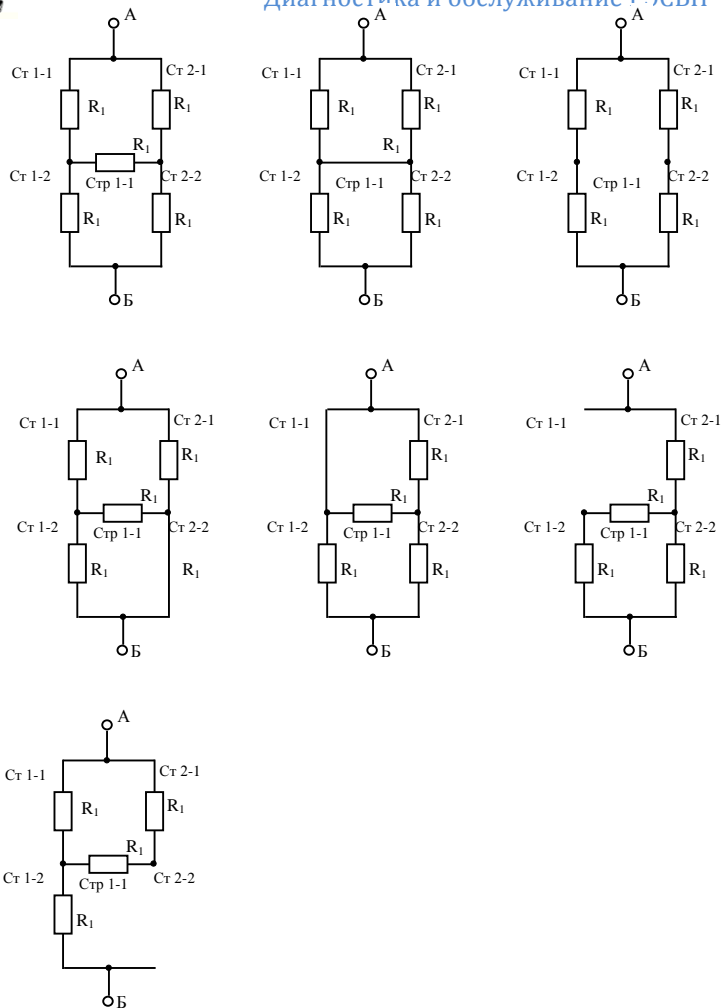 Диагностика и обслуживание
А А А
Ст 1-1 Ст 2-1 Ст 1-1 Ст 2-1 Ст 1-1 Ст 2-1
R1 R1 R1 R1 R1 R1
R1 R1
Ст 1-2 Стр 1-1 Ст 2-2 Ст 1-2 Стр 1-1 Ст 2-2 Ст 1-2 Стр 1-1 Ст 2-2
R1 R1 R1 R1 R1 R1
Б Б Б
А А А
Ст 1-1 Ст 2-1 Ст 1-1 Ст 2-1 Ст 1-1 Ст 2-1
R1 R1 R1 R1
R1 R1 R1
Ст 1-2 Стр 1-1 Ст 2-2 Ст 1-2 Стр 1-1 Ст 2-2 Ст 1-2 Стр 1-1 Ст 2-2
R1 R1 R1 R1 R1 R1
Б Б Б
А
Ст 1-1 Ст 2-1
R1 R1
R1
Ст 1-2 Стр 1-1 Ст 2-2
R1
Б